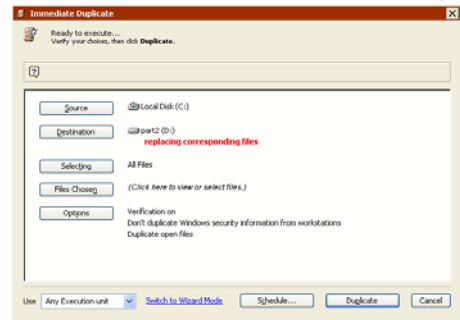 Immediate Duplicate
Ready to execute...
Verify your choices, then click Duplicate.
Source
Local Disk (C:)
Destination
part2 (D:)
replacing corresponding files
Selecting
All Files
Files Chosen
(Click here to view or select files.)
Options
Verification on
Don't duplicate Windows security information from workstations
Duplicate open files
Use Any Execution unit Switch to Wizard Mode Schedule... Duplicate Cancel